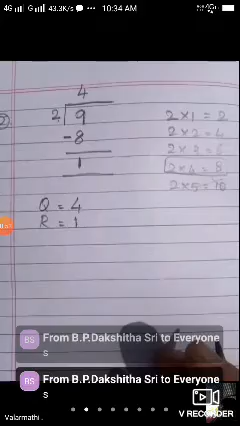 4G 4G 43.3K/s 10:34 AM
4
2 9
-8
1
Q = 4
R = 1
2 × 1 = 2
2 × 2 = 4
2 × 3 = 6
2 × 4 = 8
2 × 5 = 10
BS From B.P.Dakshitha Sri to Everyone
s
BS From B.P.Dakshitha Sri to Everyone
s
Valarmathi .
V RECORDER